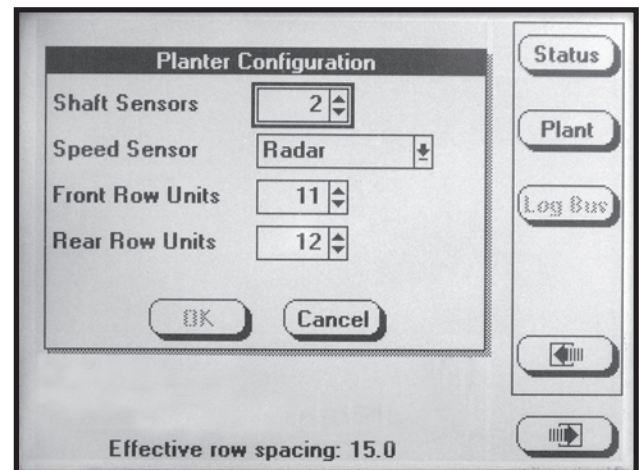 Planter Configuration
Shaft Sensors 2
Speed Sensor Radar
Front Row Units 11
Rear Row Units 12
OK Cancel
Effective row spacing: 15.0
Status
Plant
Log Bus